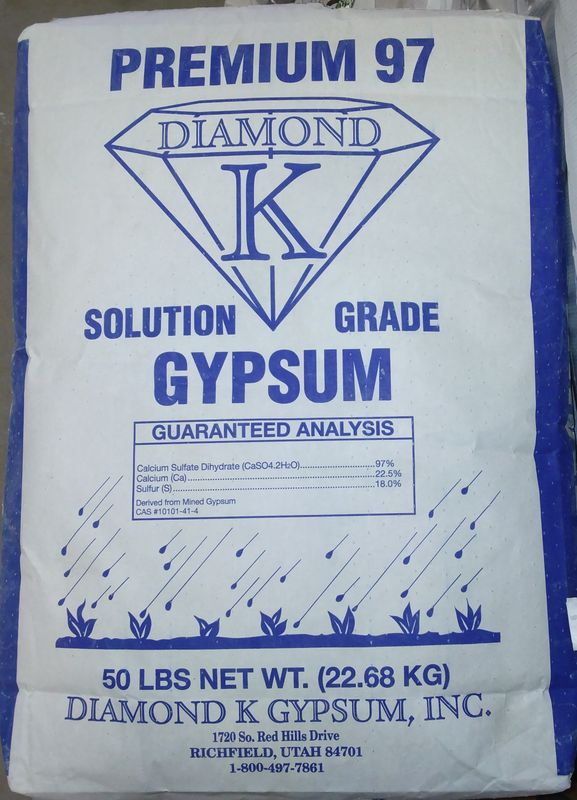 PREMIUM 97
DIAMOND
K
SOLUTION GRADE
GYPSUM
GUARANTEED ANALYSIS
Calcium Sulfate Dihydrate (CaSO4.2H₂O)..............................97%
Calcium (Ca)..............................................................................22.5%
Sulfur (S)....................................................................................18.0%
Derived from Mined Gypsum
CAS #10101-41-4
50 LBS NET WT. (22.68 KG)
DIAMOND K GYPSUM, INC.
1720 So. Red Hills Drive
RICHFIELD, UTAH 84701
1-800-497-7861